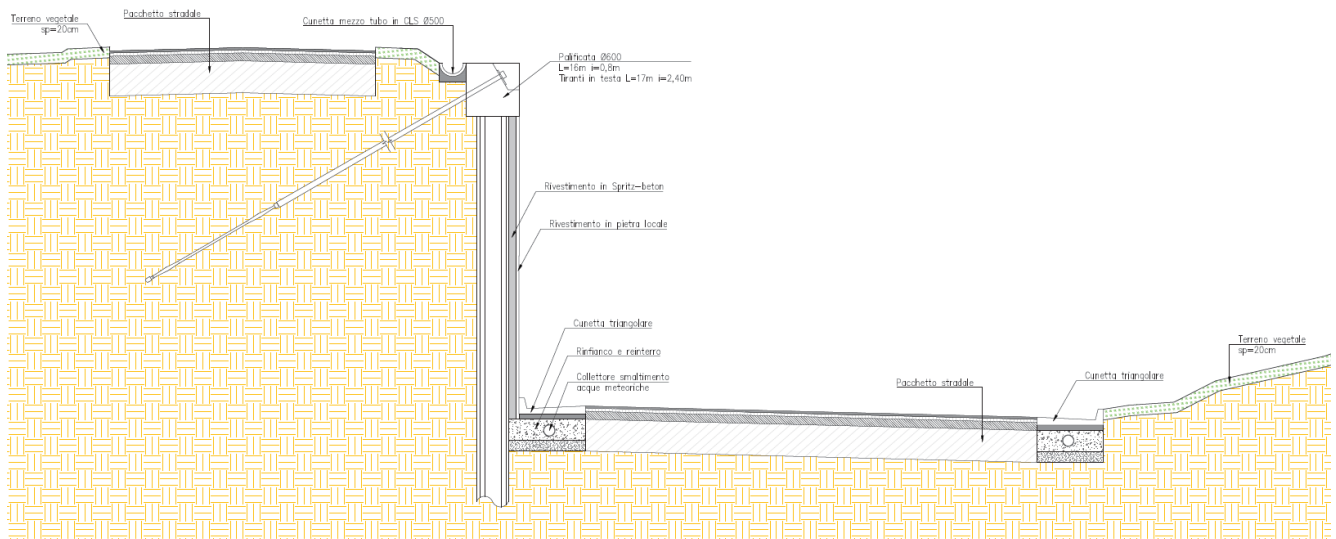 Terreno vegetale
sp=20cm
Pacchetto stradale
Cunetta mezzo tubo in CLS Ø500
Palificata Ø600
L=16m i=0,8m
Tiranti in testa L=17m i=2,40m
Rivestimento in Spritz-beton
Rivestimento in pietra locale
Cunetta triangolare
Rinfianco e reinterro
Collettore smaltimento
acque meteoriche
Pacchetto stradale
Cunetta triangolare
Terreno vegetale
sp=20cm